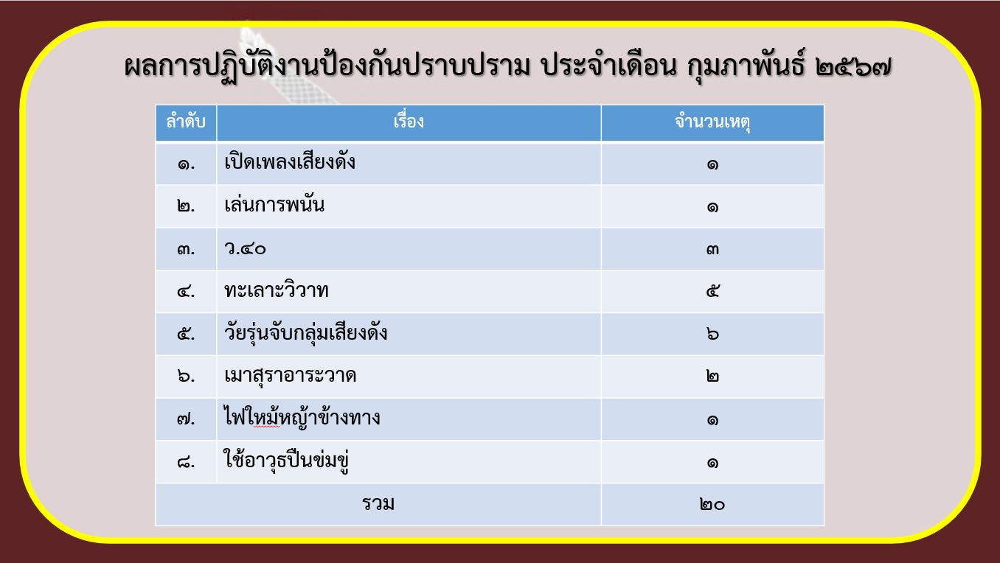 ผลการปฏิบัติงานป้องกันปราบปราม ประจำเดือน กุมภาพันธ์ ๒๕๖๗
ลำดับ เรื่อง จำนวนเหตุ
๑. เปิดเพลงเสียงดัง ๑
๒. เล่นการพนัน ๑
๓. ว.๔๐ ๓
๔. ทะเลาะวิวาท ๕
๕. วัยรุ่นจับกลุ่มเสียงดัง ๖
๖. เมาสุราอาระวาด ๒
๗. ไฟใหม้หญ้าข้างทาง ๑
๘. ใช้อาวุธปืนข่มขู่ ๑
รวม ๒๐